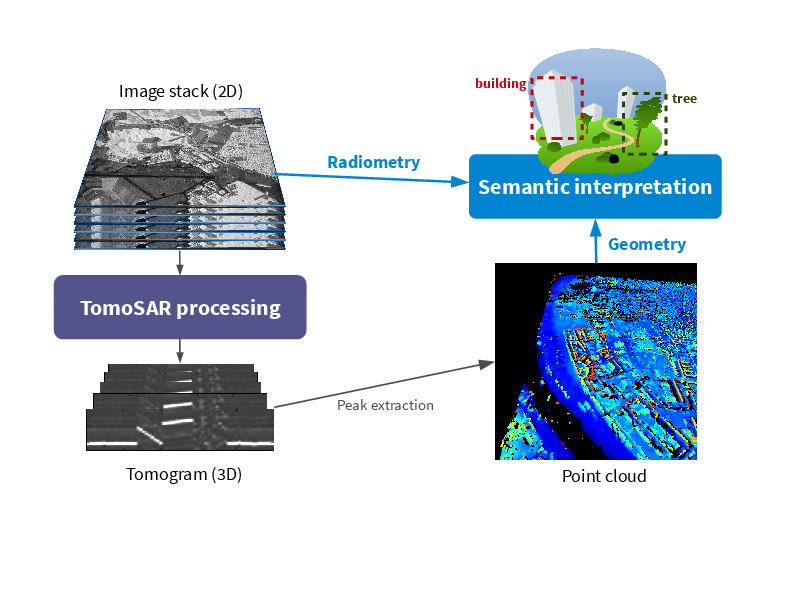 building
Image stack (2D)
tree
Radiometry
Semantic interpretation
Geometry
TomoSAR processing
Peak extraction
Tomogram (3D)
Point cloud